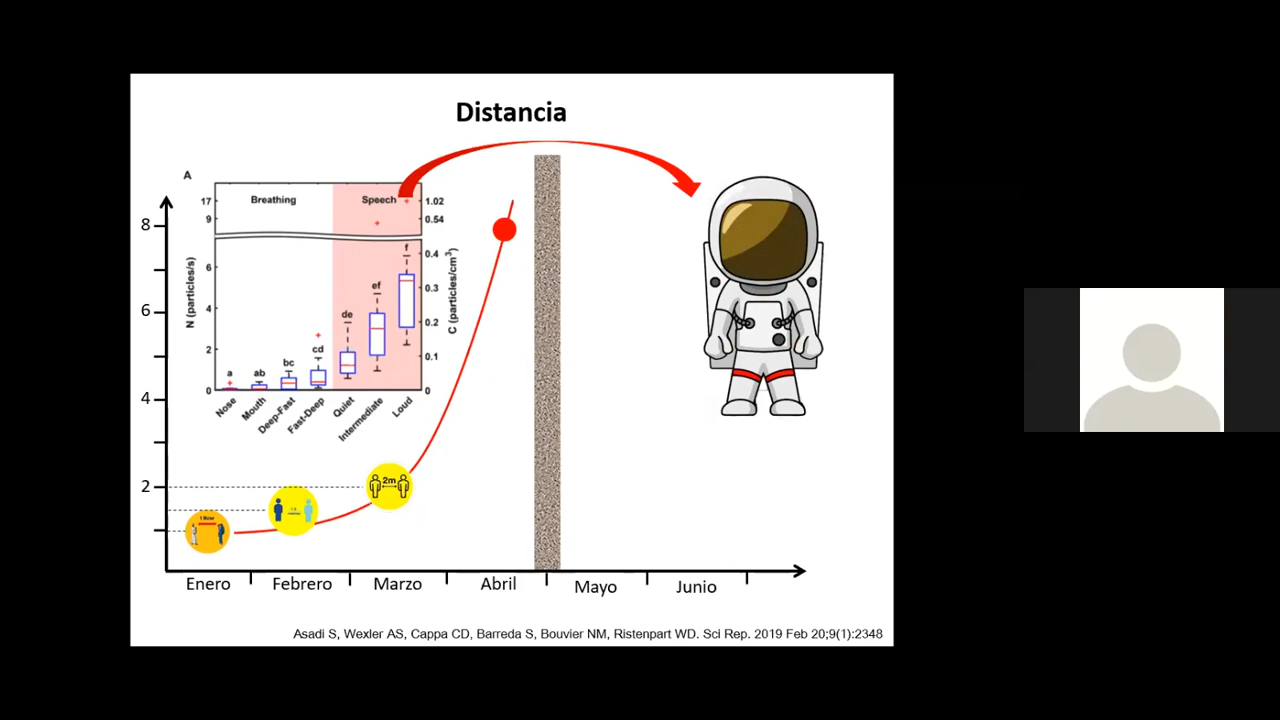 Distancia
A
Breathing
Speech
17
9
6
4
2
0
N (particles/s)
1.02
0.54
0.4
0.3
0.2
0.1
0
C (particles/cm³)
a
ab
bc
cd
de
ef
f
Nose
Mouth
Deep-Fast
Fast-Deep
Quiet
Intermediate
Loud
8
6
4
2
2m
Enero
Febrero
Marzo
Abril
Mayo
Junio
Asadi S, Wexler AS, Cappa CD, Barreda S, Bouvier NM, Ristenpart WD. Sci Rep. 2019 Feb 20;9(1):2348